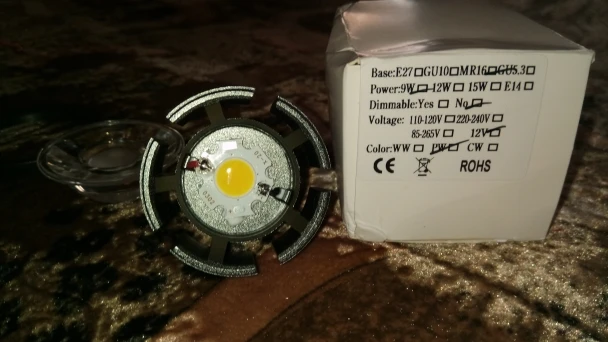 Base:E27□GU10□MR16□GU5.3□
Power:9W□12W□ 15W□ E14□
Dimmable:Yes□ No□
Voltage: 110-120V□220-240V□
85-265V□ 12V□
Color:WW□ PW□ CW□
CE ROHS